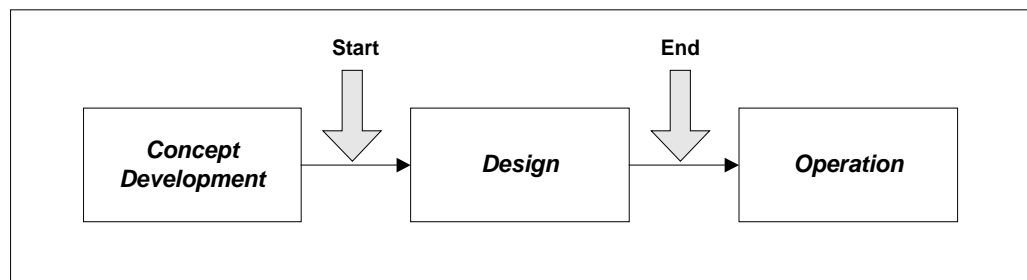 Start
End
Concept
Development
Design
Operation